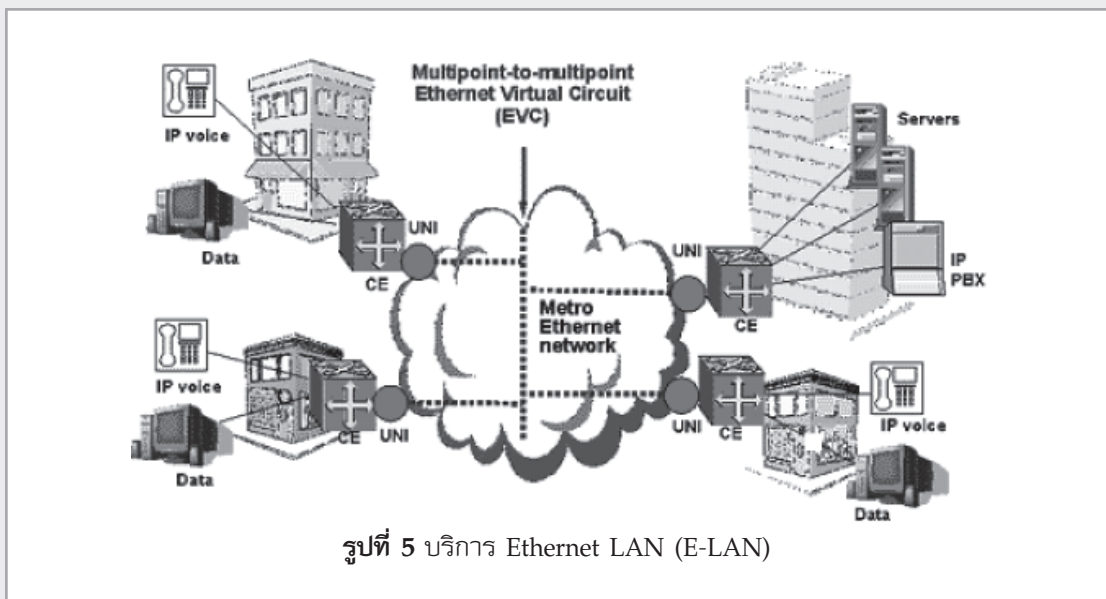 Multipoint-to-multipoint
Ethernet Virtual Circuit
(EVC)
IP voice
Data
CE
UNI
Servers
UNI
CE
IP
PBX
Metro
Ethernet
network
IP voice
Data
CE
UNI
UNI
CE
IP voice
Data
รูปที่ 5 บริการ Ethernet LAN (E-LAN)